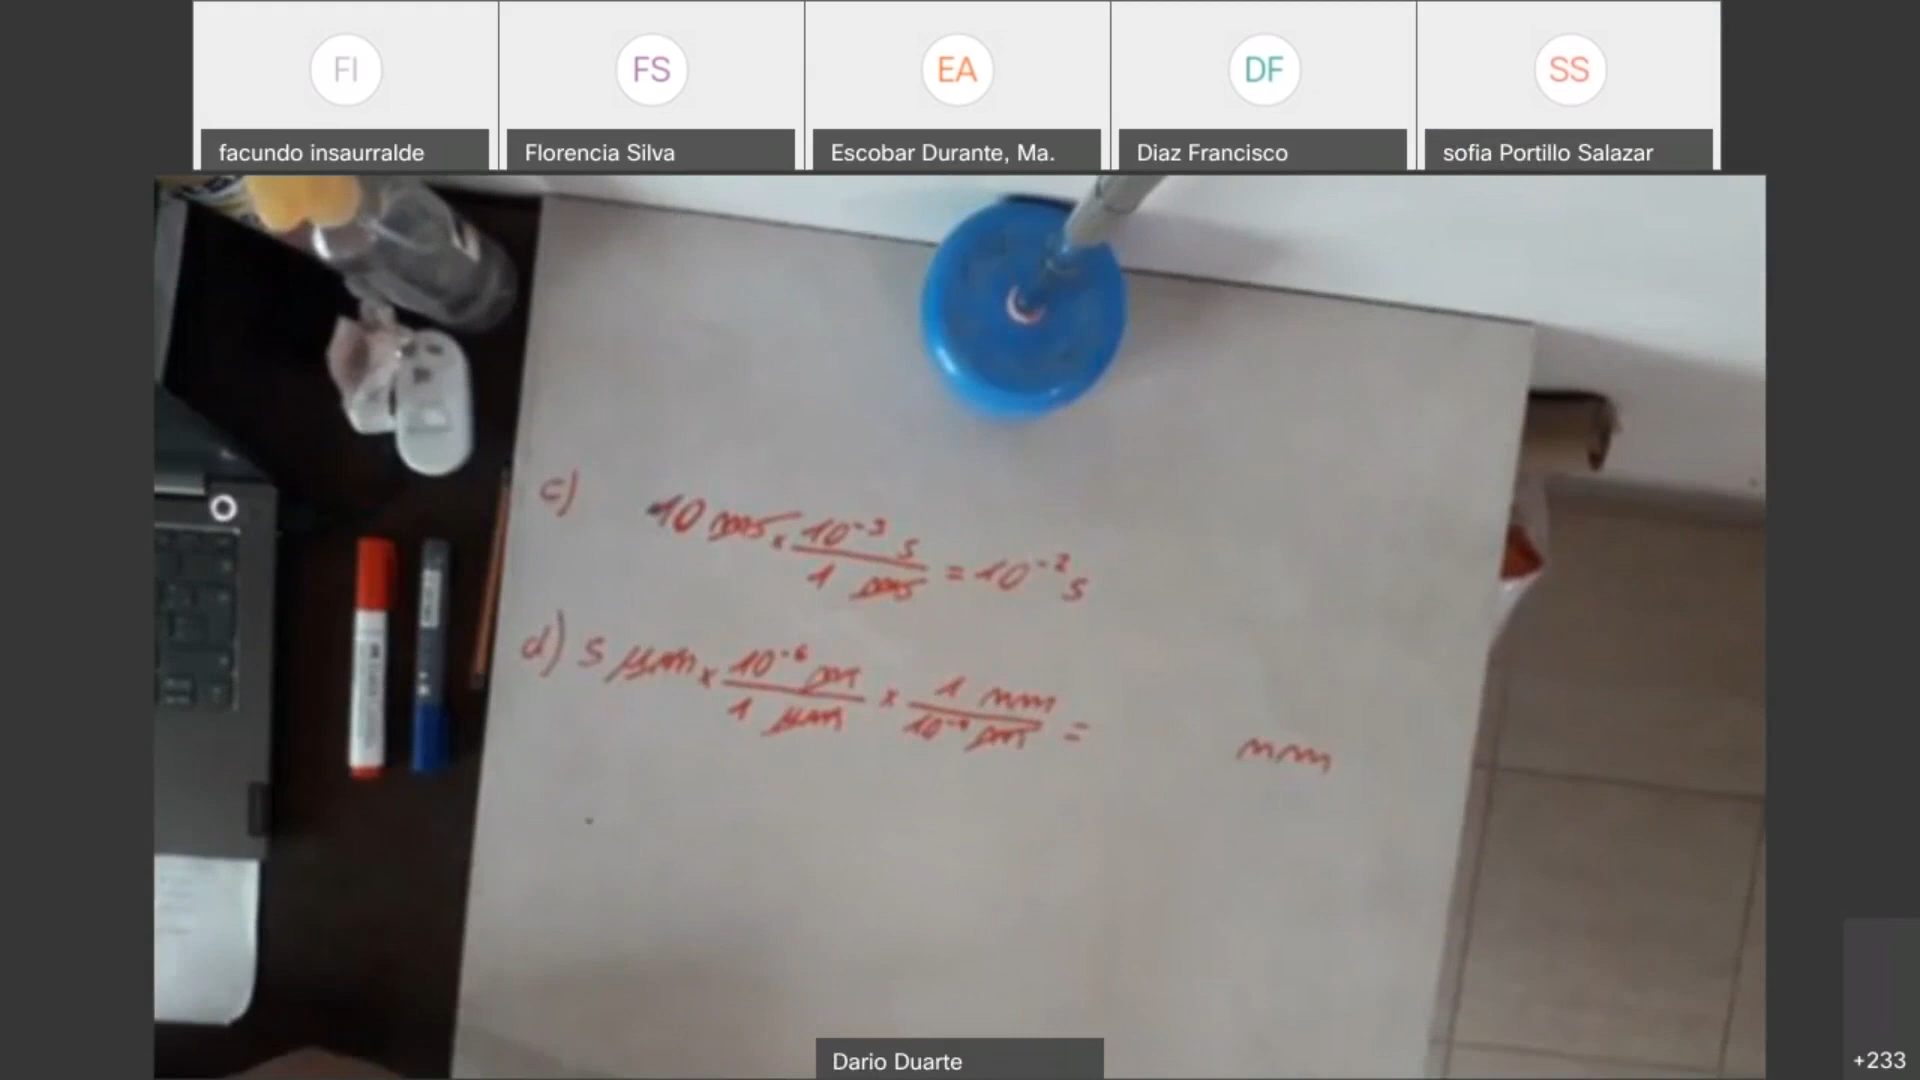 FI
FS
EA
DF
SS
facundo insaurralde
Florencia Silva
Escobar Durante, Ma.
Diaz Francisco
sofia Portillo Salazar
c) 10 ms x 10⁻³ s / 1 ms = 10⁻² s
d) 5 μm x 10⁻⁶ m / 1 μm x 1 mm / 10⁻³ m = mm
Dario Duarte
+233